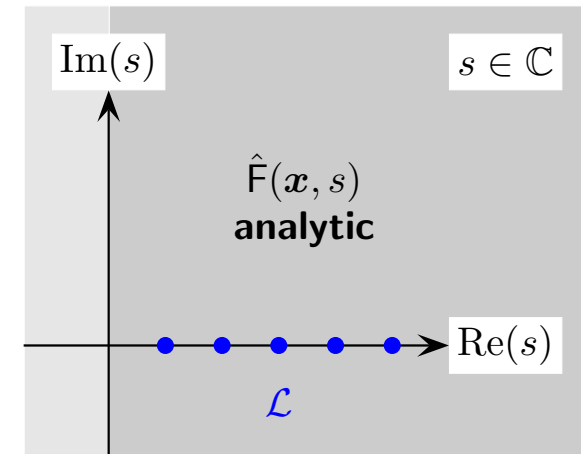 Im(s)
s ∈ ℂ
F̂(𝒙, s)
analytic
Re(s)
ℒ